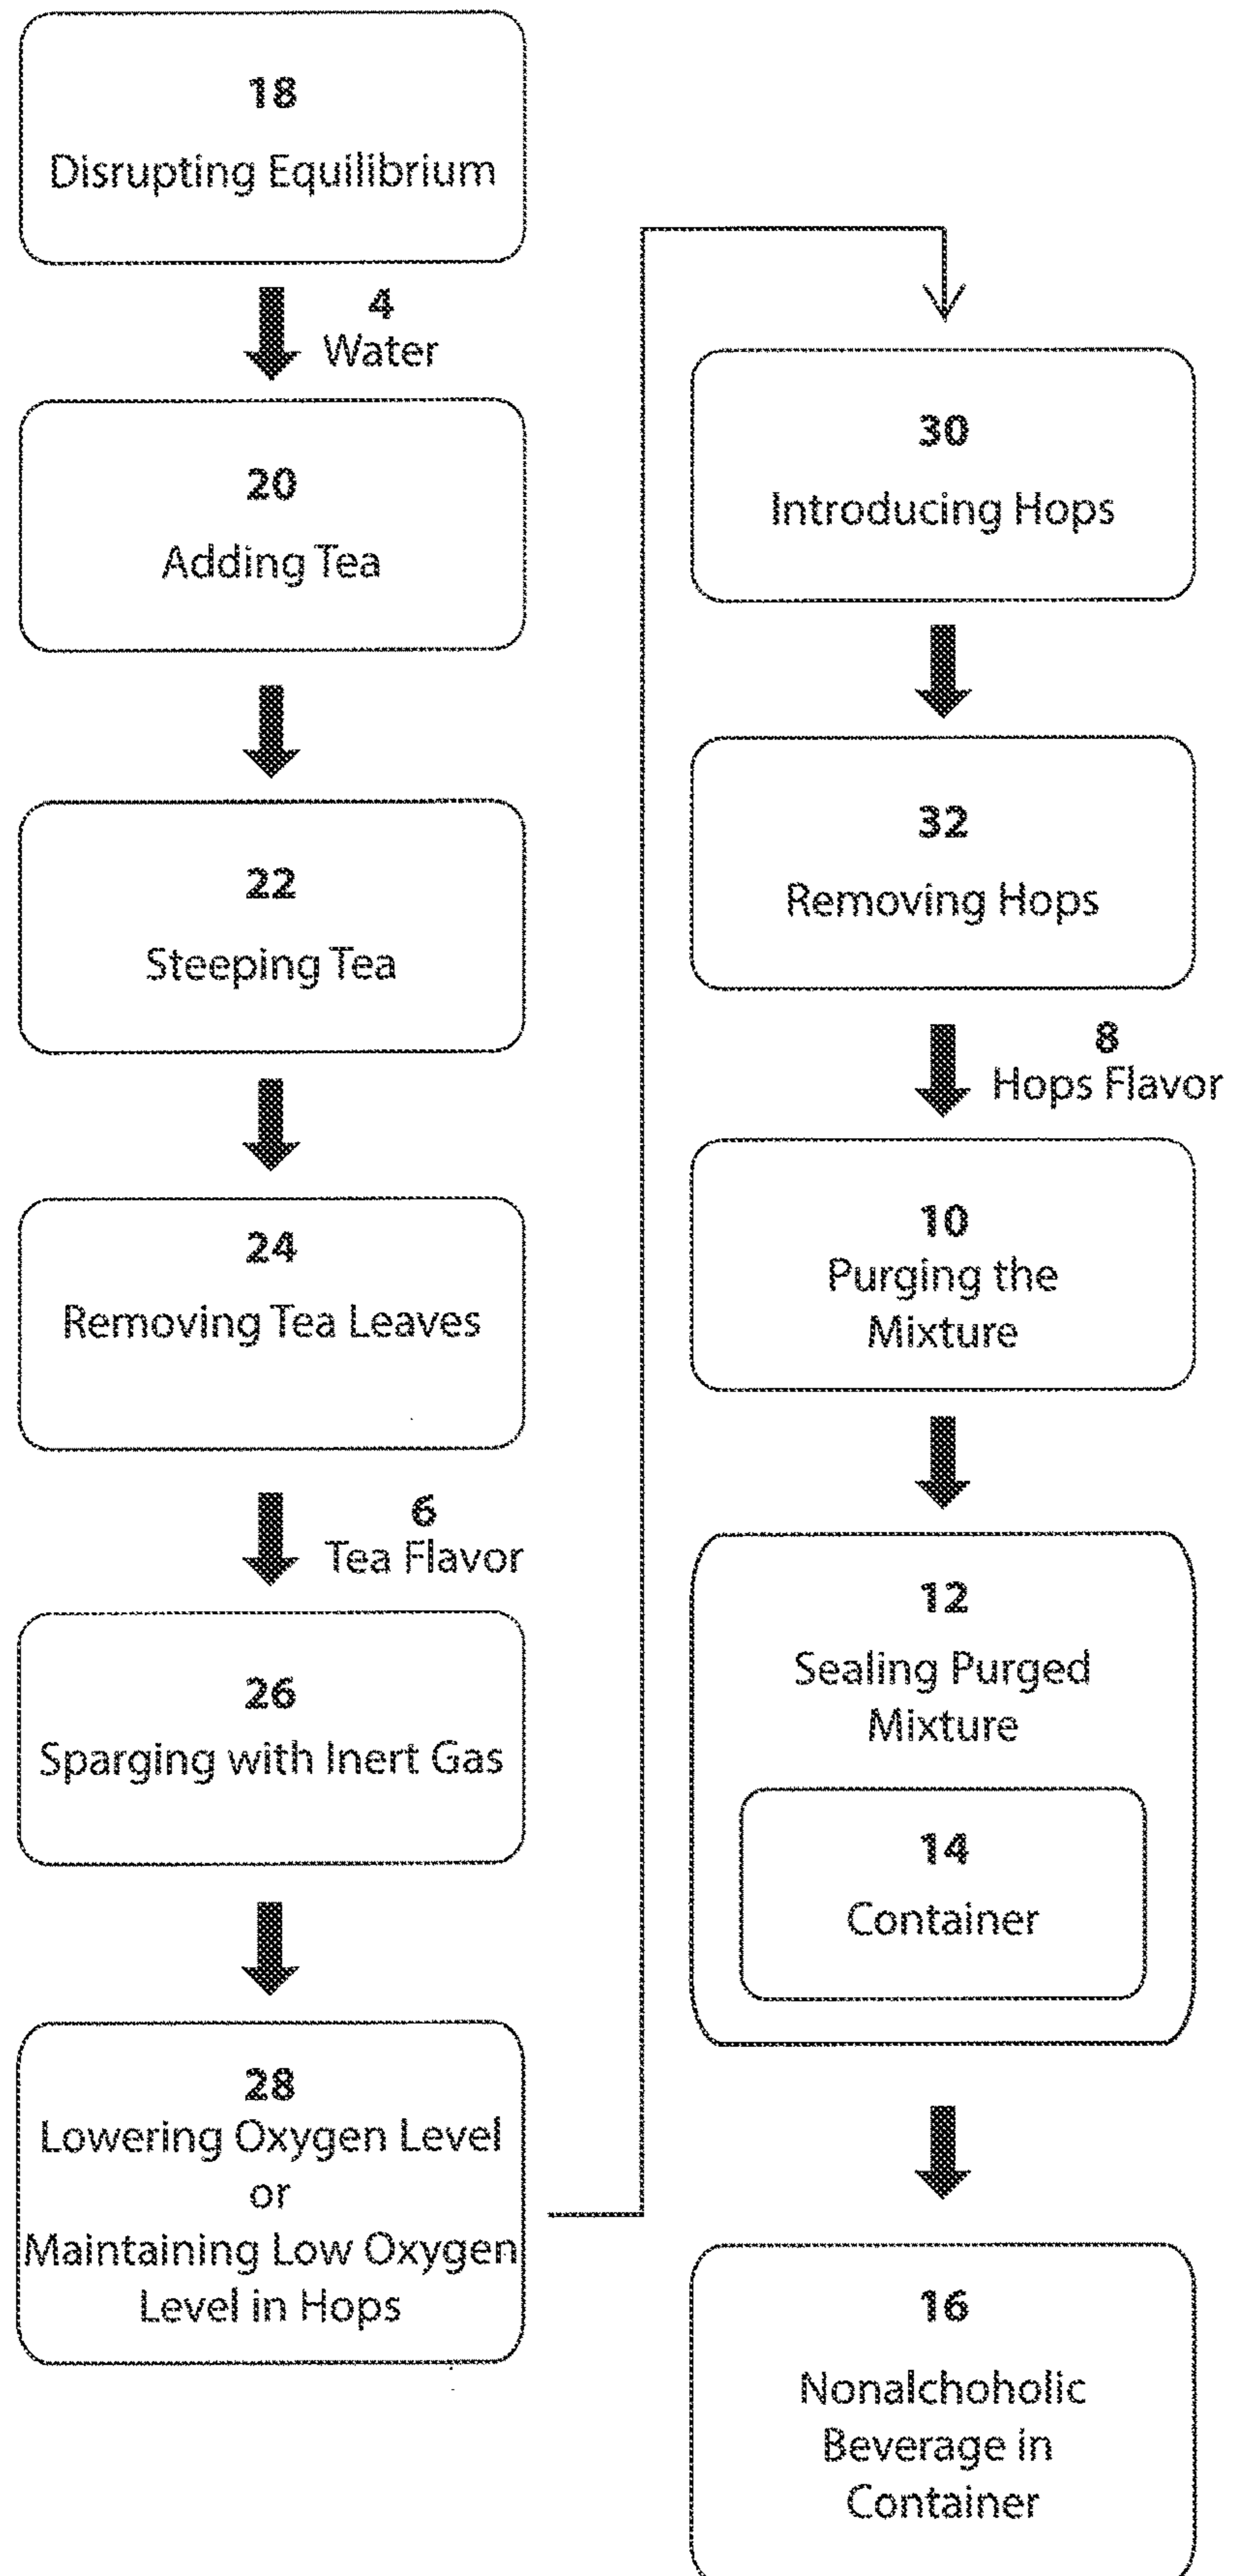 18
Disrupting Equilibrium
4
Water
20
Adding Tea
22
Steeping Tea
24
Removing Tea Leaves
6
Tea Flavor
26
Sparging with Inert Gas
28
Lowering Oxygen Level
or
Maintaining Low Oxygen
Level in Hops
30
Introducing Hops
32
Removing Hops
8
Hops Flavor
10
Purging the
Mixture
12
Sealing Purged
Mixture
14
Container
16
Nonalchoholic
Beverage in
Container